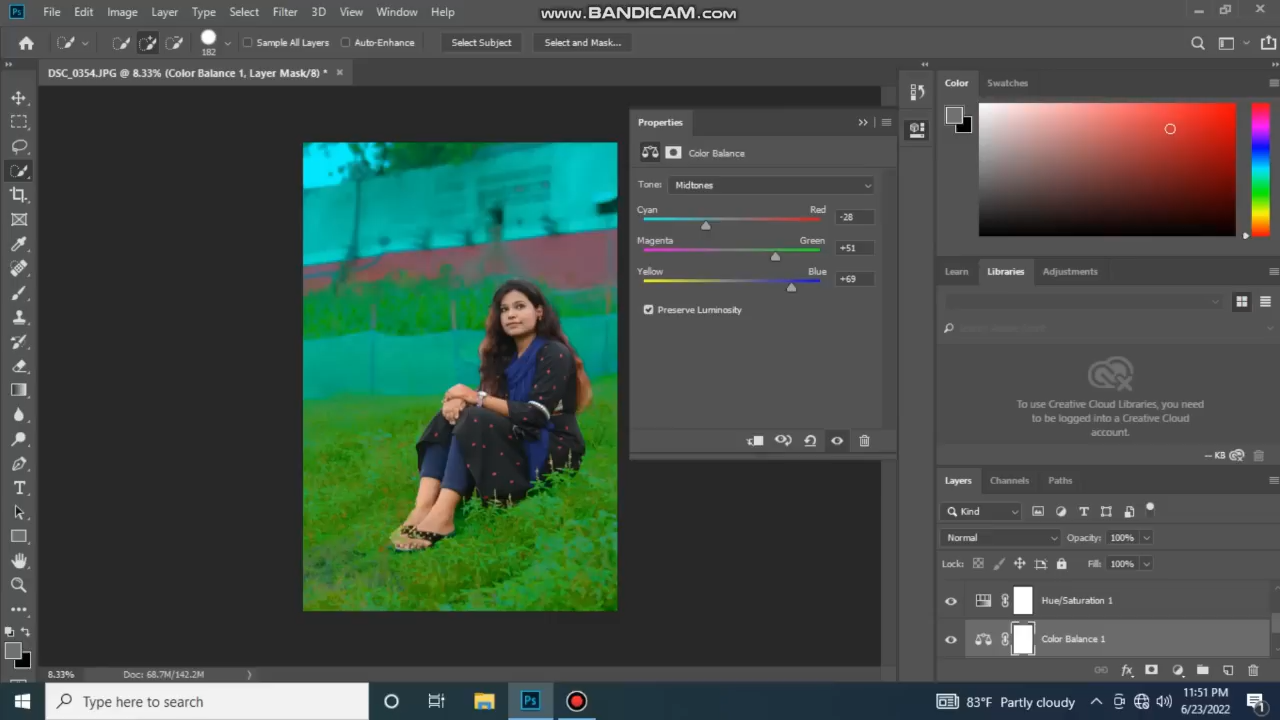 www.BANDICAM.com
Ps File Edit Image Layer Type Select Filter 3D View Window Help
182 Sample All Layers Auto-Enhance Select Subject Select and Mask...
DSC_0354.JPG @ 8.33% (Color Balance 1, Layer Mask/8) * ×
Properties
Color Balance
Tone: Midtones
Cyan Red -28
Magenta Green +51
Yellow Blue +69
Preserve Luminosity
Color Swatches
Learn Libraries Adjustments
To use Creative Cloud Libraries, you need
to be logged into a Creative Cloud
account.
-- KB
Layers Channels Paths
Kind
Normal Opacity: 100%
Lock: Fill: 100%
Hue/Saturation 1
Color Balance 1
8.33% Doc: 68.7M/142.2M
Type here to search Ps 83°F Partly cloudy 11:51 PM
6/23/2022 1